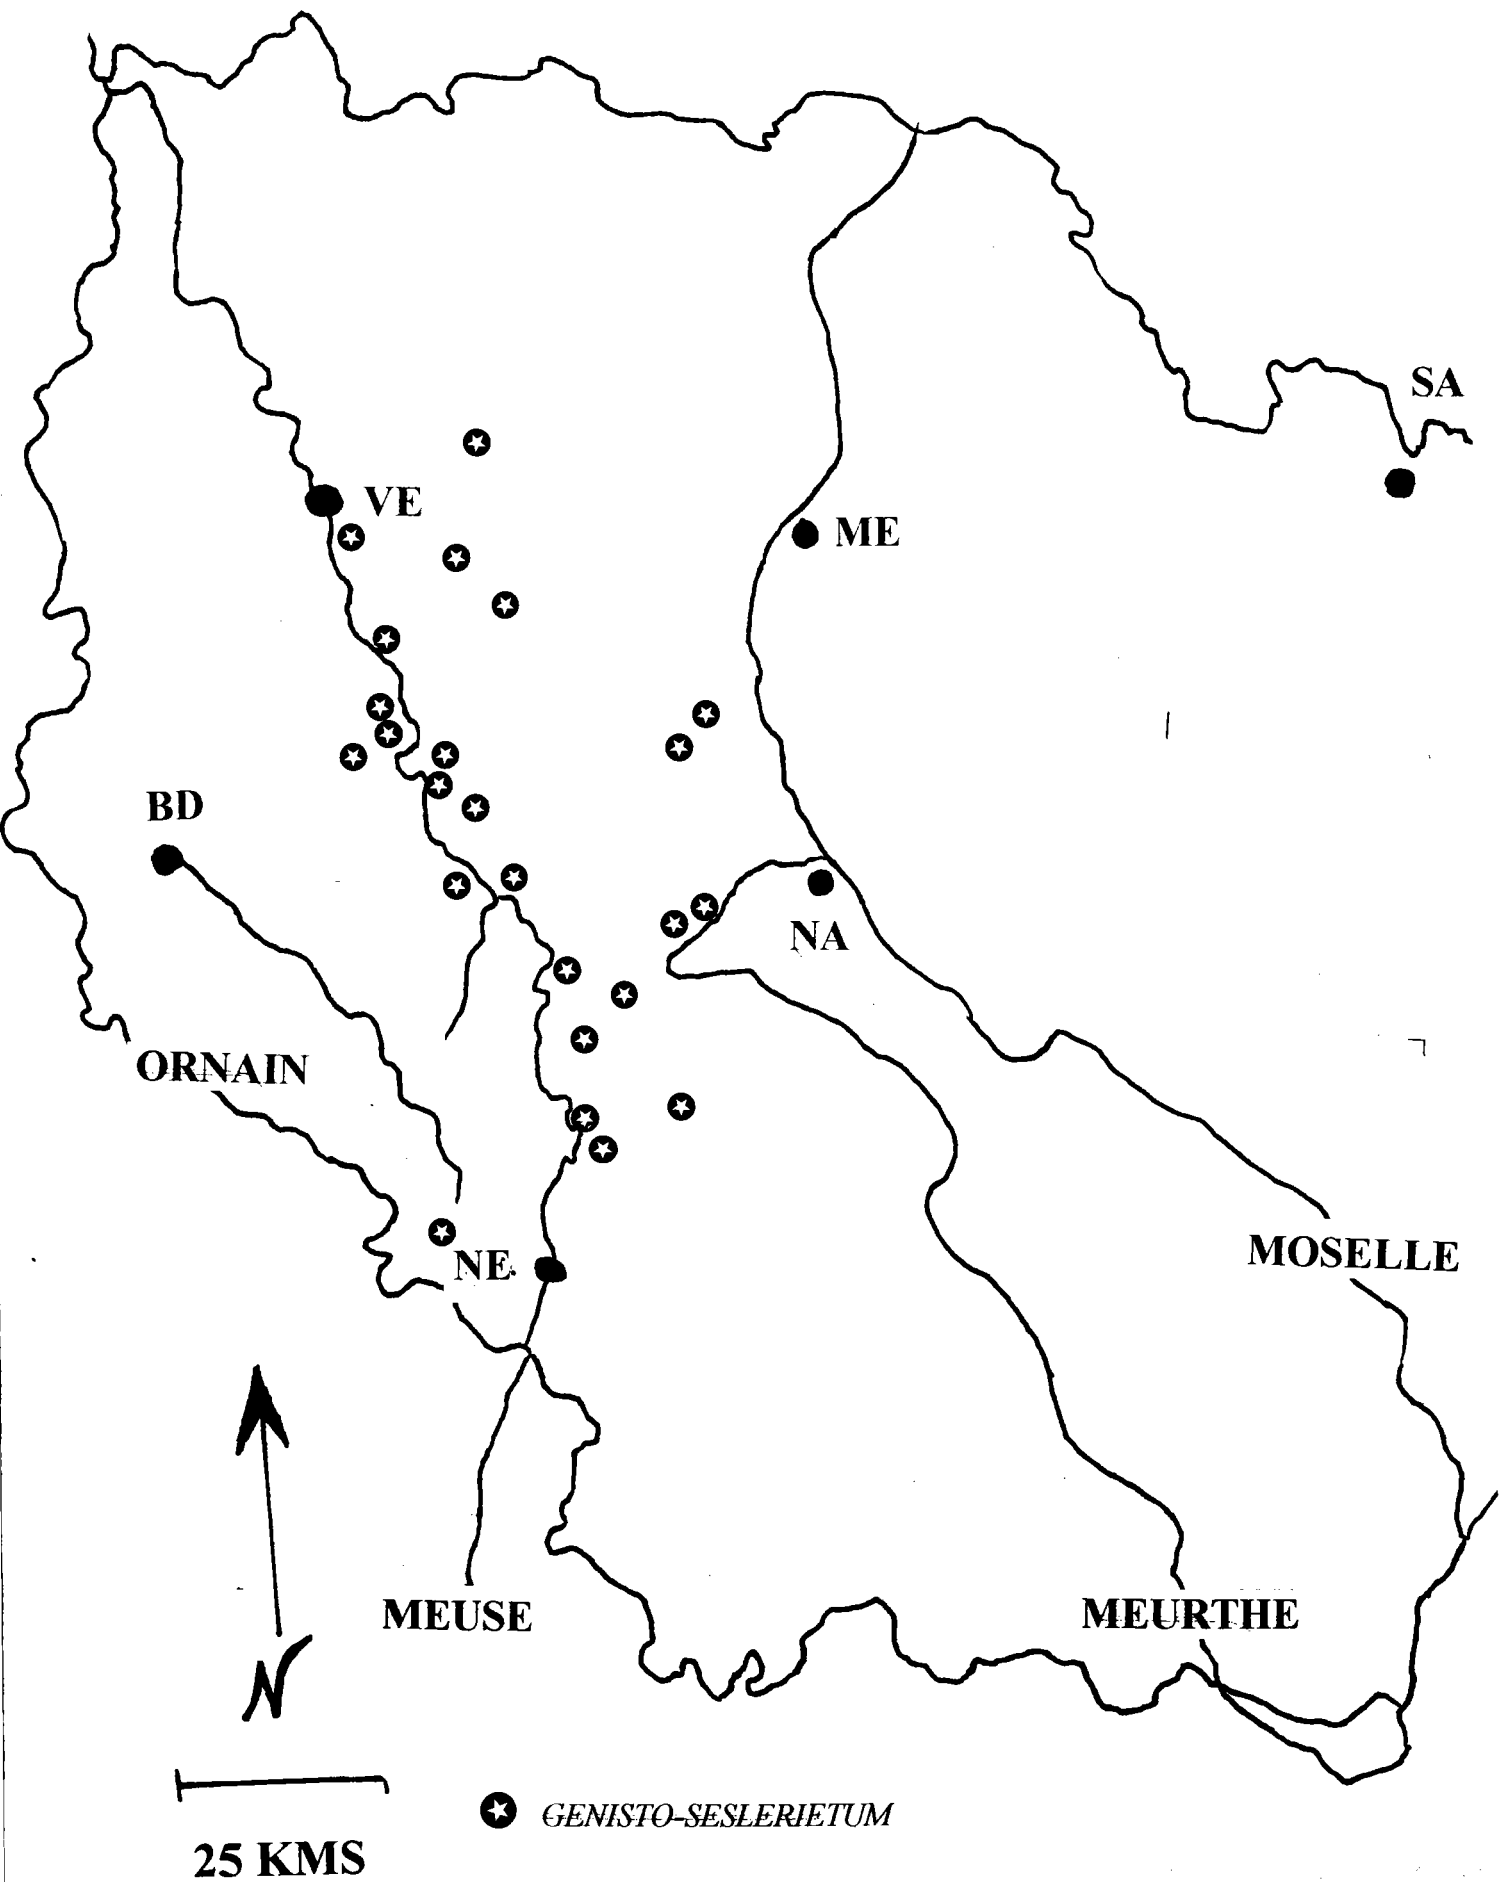 SA
VE
ME
BD
NA
ORNAIN
MOSELLE
NE
MEUSE
MEURTHE
N
GENISTO-SESLERIETUM
25 KMS